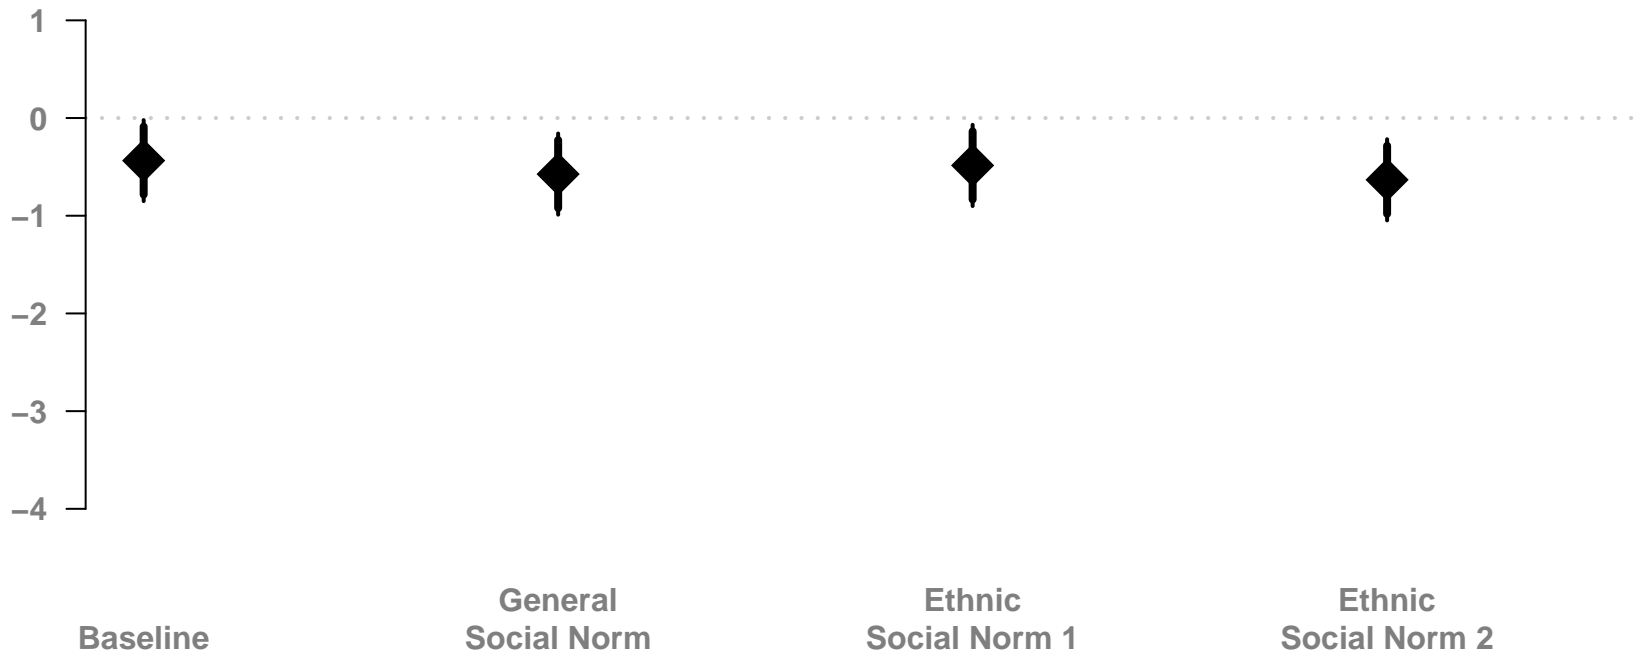 1
0
−1
−2
−3
−4
Baseline
General
Social Norm
Ethnic
Social Norm 1
Ethnic
Social Norm 2